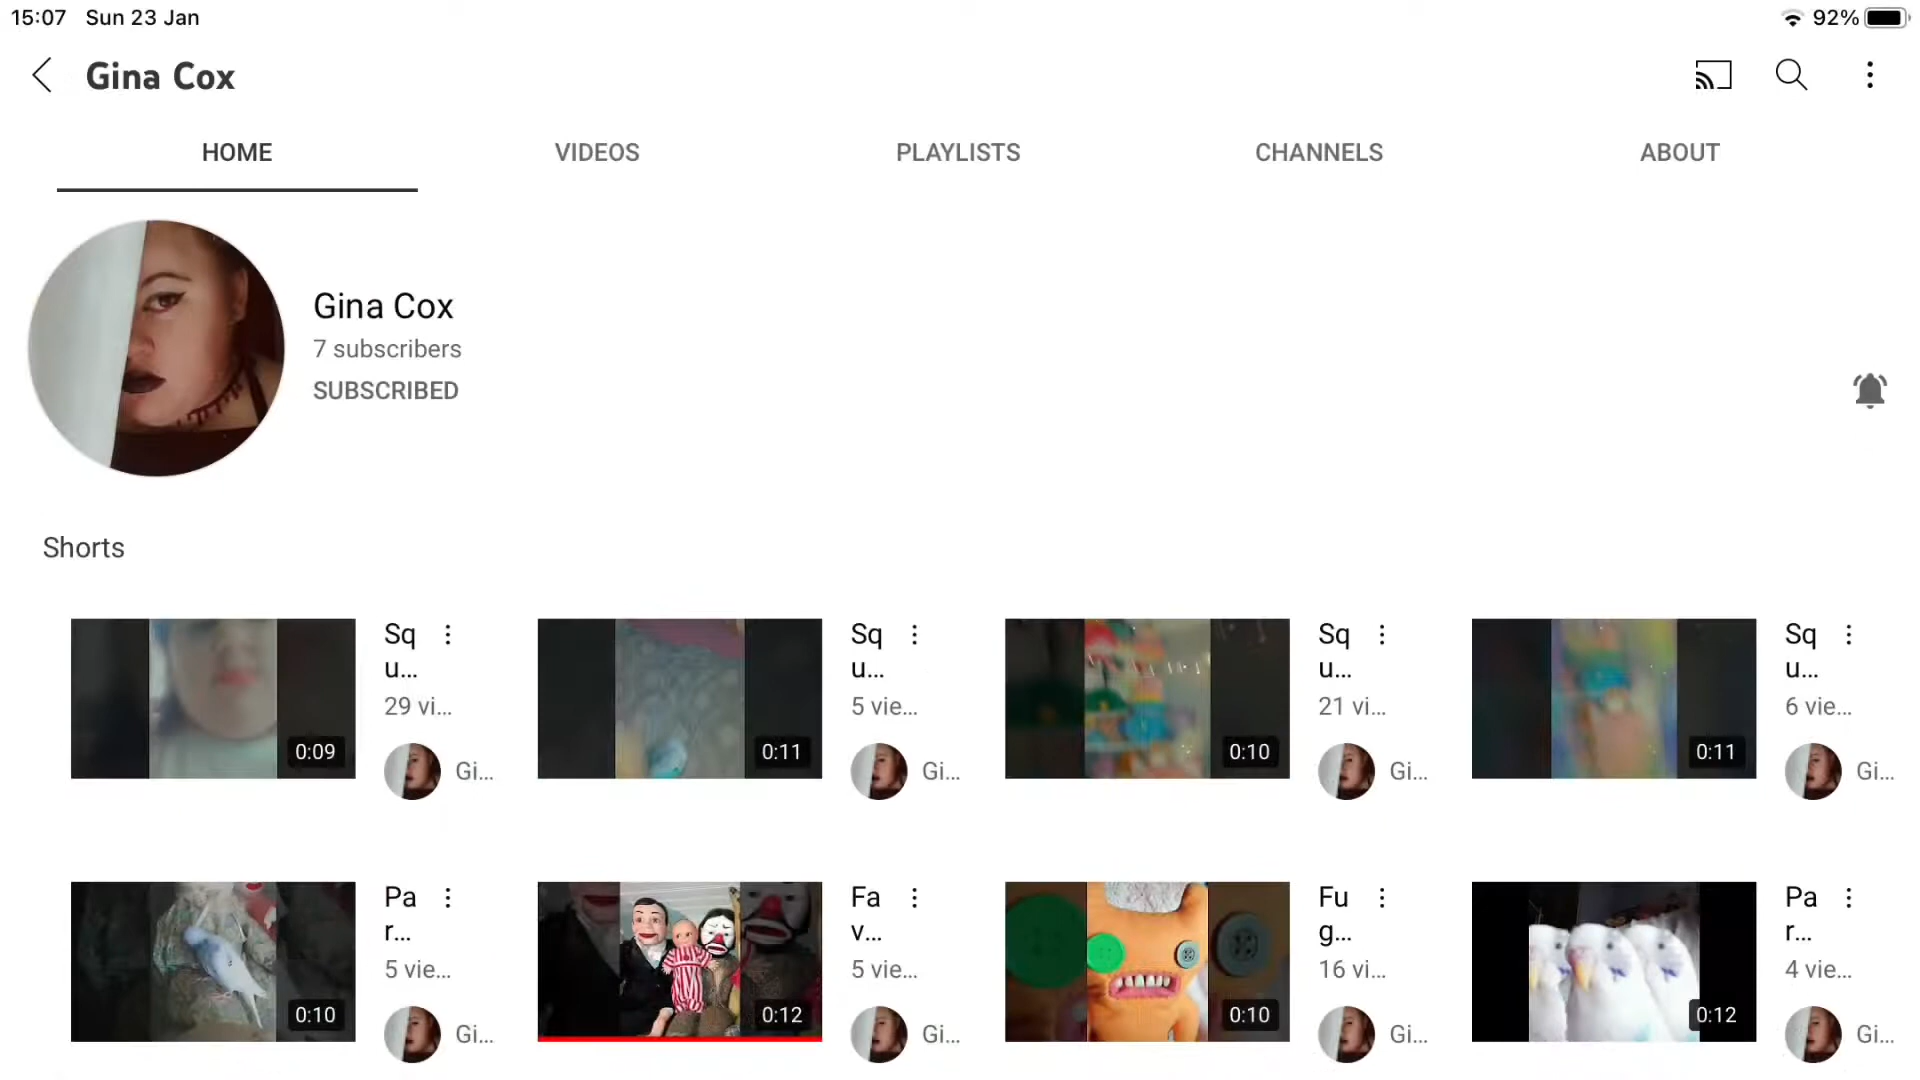 15:07 Sun 23 Jan 92%
Gina Cox
HOME VIDEOS PLAYLISTS CHANNELS ABOUT
Gina Cox
7 subscribers
SUBSCRIBED
Shorts
0:09
Sq
u...
29 vi...
Gi...
0:11
Sq
u...
5 vie...
Gi...
0:10
Sq
u...
21 vi...
Gi...
0:11
Sq
u...
6 vie...
Gi...
0:10
Pa
r...
5 vie...
Gi...
0:12
Fa
v...
5 vie...
Gi...
0:10
Fu
g...
16 vi...
Gi...
0:12
Pa
r...
4 vie...
Gi...